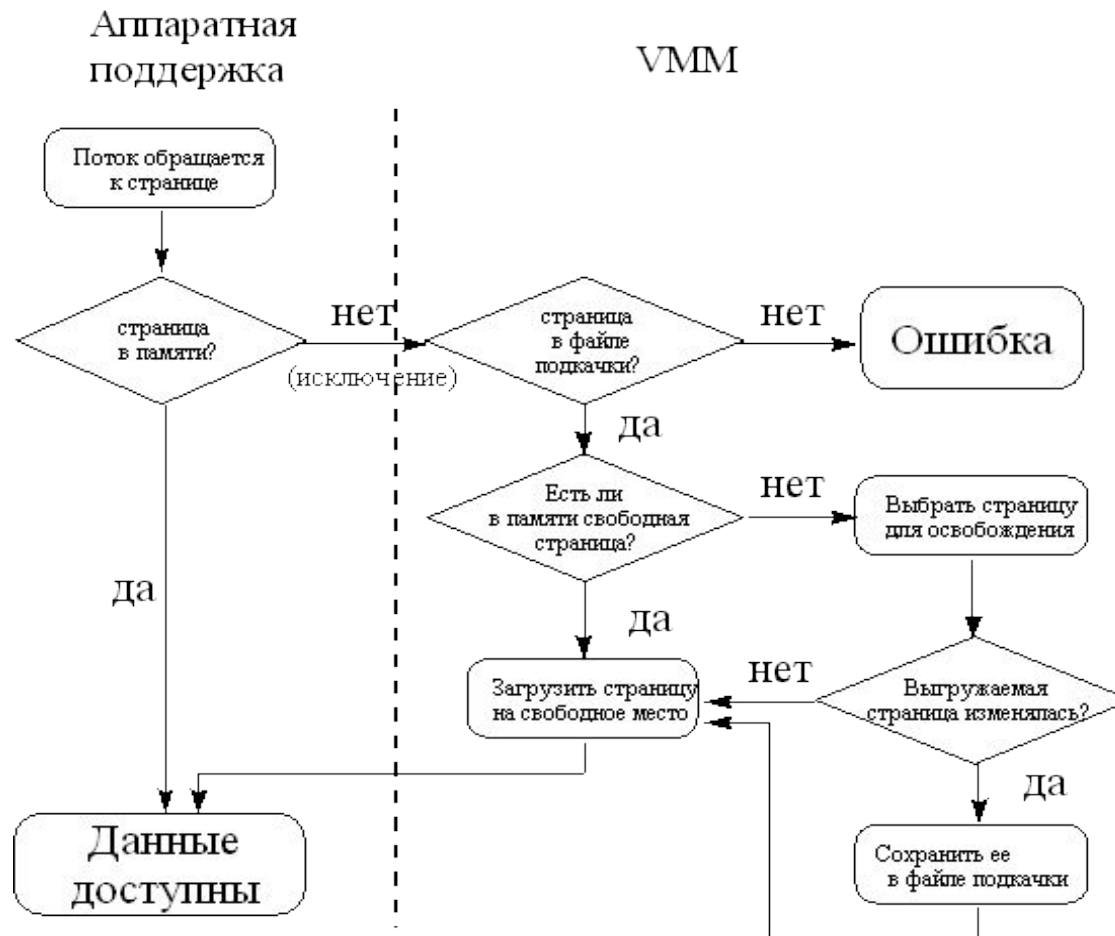 Аппаратная
поддержка
VMM
Поток обращается
к странице
страница
в памяти?
нет
(исключение)
страница
в файле
подкачки?
нет
Ошибка
да
Есть ли
в памяти свободная
страница?
нет
Выбрать страницу
для освобождения
да
да
Загрузить страницу
на свободное место
нет
Выгружаемая
страница изменялась?
да
Данные
доступны
Сохранить ее
в файле подкачки